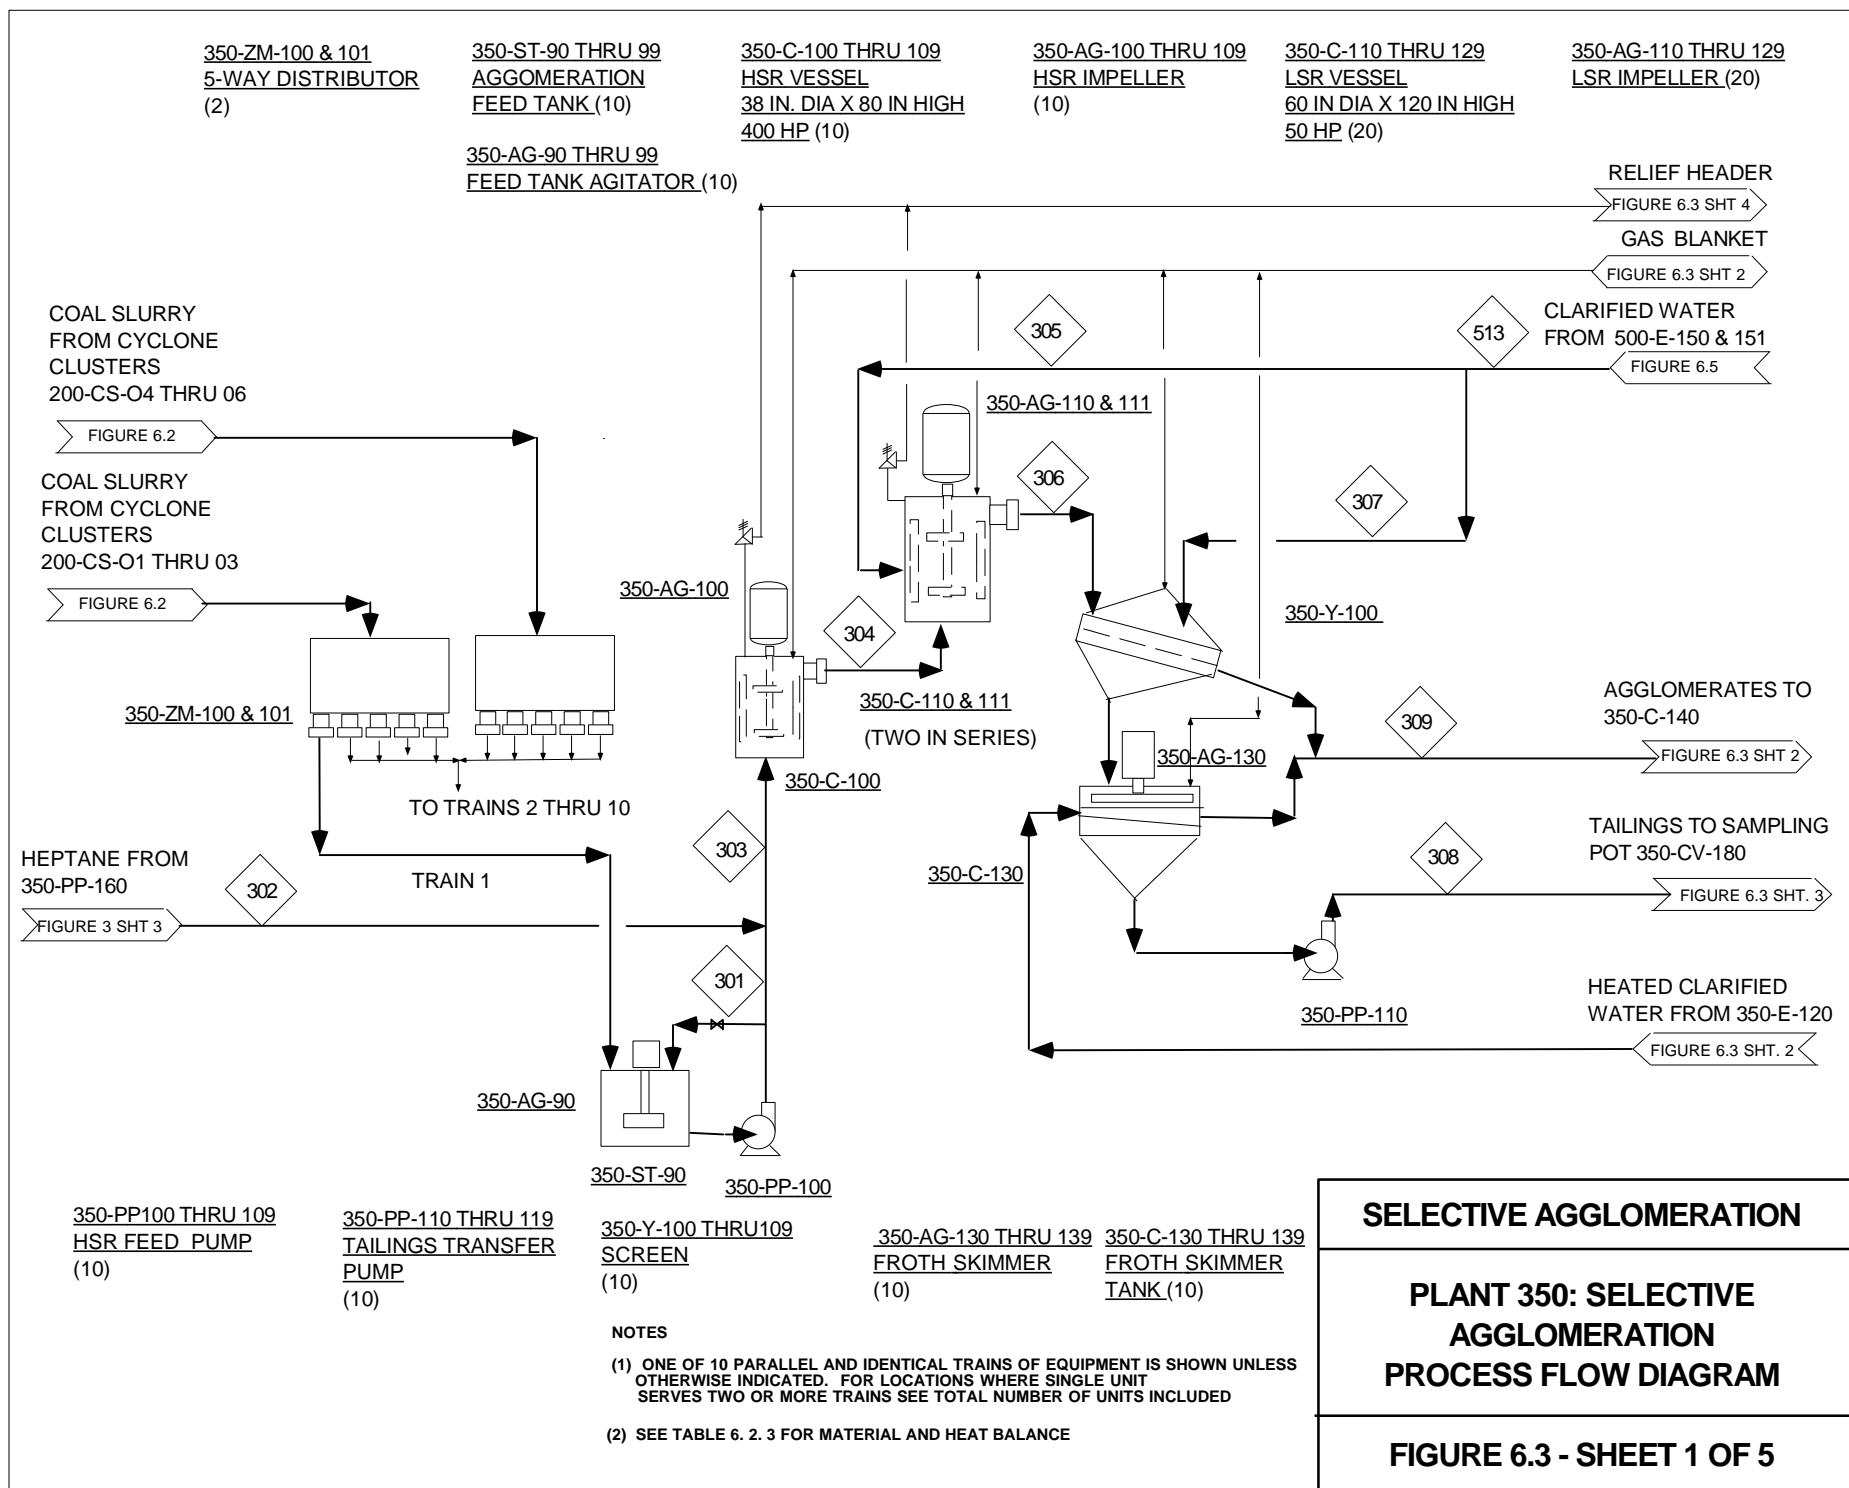 350-ZM-100 & 101
5-WAY DISTRIBUTOR
(2)
350-ST-90 THRU 99
AGGOMERATION
FEED TANK (10)
350-AG-90 THRU 99
FEED TANK AGITATOR (10)
350-C-100 THRU 109
HSR VESSEL
38 IN. DIA X 80 IN HIGH
400 HP (10)
350-AG-100 THRU 109
HSR IMPELLER
(10)
350-C-110 THRU 129
LSR VESSEL
60 IN DIA X 120 IN HIGH
50 HP (20)
350-AG-110 THRU 129
LSR IMPELLER (20)
RELIEF HEADER
FIGURE 6.3 SHT 4
GAS BLANKET
FIGURE 6.3 SHT 2
CLARIFIED WATER
FROM 500-E-150 & 151
FIGURE 6.5
513
305
COAL SLURRY
FROM CYCLONE
CLUSTERS
200-CS-O4 THRU 06
FIGURE 6.2
COAL SLURRY
FROM CYCLONE
CLUSTERS
200-CS-O1 THRU 03
FIGURE 6.2
350-AG-110 & 111
306
307
350-AG-100
304
350-Y-100
350-C-110 & 111
(TWO IN SERIES)
350-ZM-100 & 101
350-C-100
TO TRAINS 2 THRU 10
AGGLOMERATES TO
350-C-140
309
FIGURE 6.3 SHT 2
350-AG-130
303
TAILINGS TO SAMPLING
POT 350-CV-180
308
FIGURE 6.3 SHT. 3
HEPTANE FROM
350-PP-160
302
FIGURE 3 SHT 3
TRAIN 1
350-C-130
301
350-PP-110
HEATED CLARIFIED
WATER FROM 350-E-120
FIGURE 6.3 SHT. 2
350-AG-90
350-ST-90
350-PP-100
350-PP100 THRU 109
HSR FEED PUMP
(10)
350-PP-110 THRU 119
TAILINGS TRANSFER
PUMP
(10)
350-Y-100 THRU109
SCREEN
(10)
350-AG-130 THRU 139
FROTH SKIMMER
(10)
350-C-130 THRU 139
FROTH SKIMMER
TANK (10)
NOTES
(1) ONE OF 10 PARALLEL AND IDENTICAL TRAINS OF EQUIPMENT IS SHOWN UNLESS
OTHERWISE INDICATED. FOR LOCATIONS WHERE SINGLE UNIT
SERVES TWO OR MORE TRAINS SEE TOTAL NUMBER OF UNITS INCLUDED
(2) SEE TABLE 6. 2. 3 FOR MATERIAL AND HEAT BALANCE
SELECTIVE AGGLOMERATION
PLANT 350: SELECTIVE
AGGLOMERATION
PROCESS FLOW DIAGRAM
FIGURE 6.3 - SHEET 1 OF 5